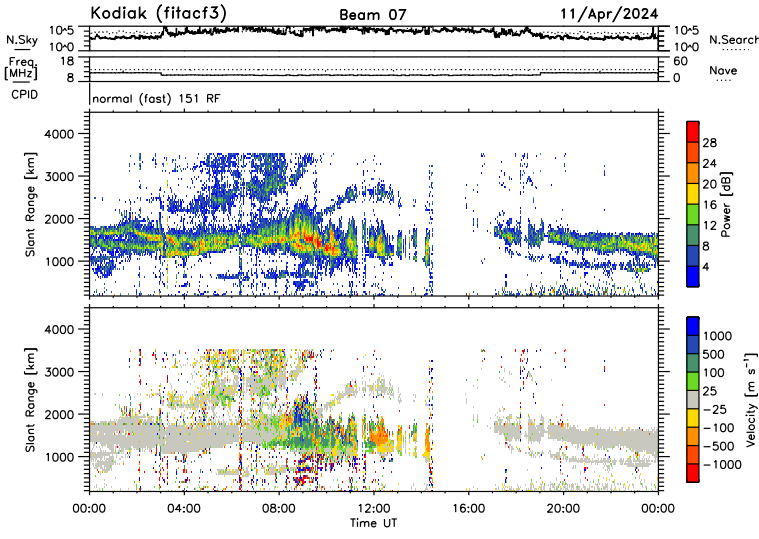 Kodiak (fitacf3) Beam 07 11/Apr/2024
N.Sky 10^5 10^5 N.Search
10^0 10^0
Freq. [MHz] 18 60 Nave
8 0
CPID normal (fast) 151 RF
Slant Range [km]
4000
3000
2000
1000
Power [dB]
28
24
20
16
12
8
4
Slant Range [km]
4000
3000
2000
1000
Velocity [m s⁻¹]
1000
500
100
25
-25
-100
-500
-1000
00:00 04:00 08:00 12:00 16:00 20:00 00:00
Time UT